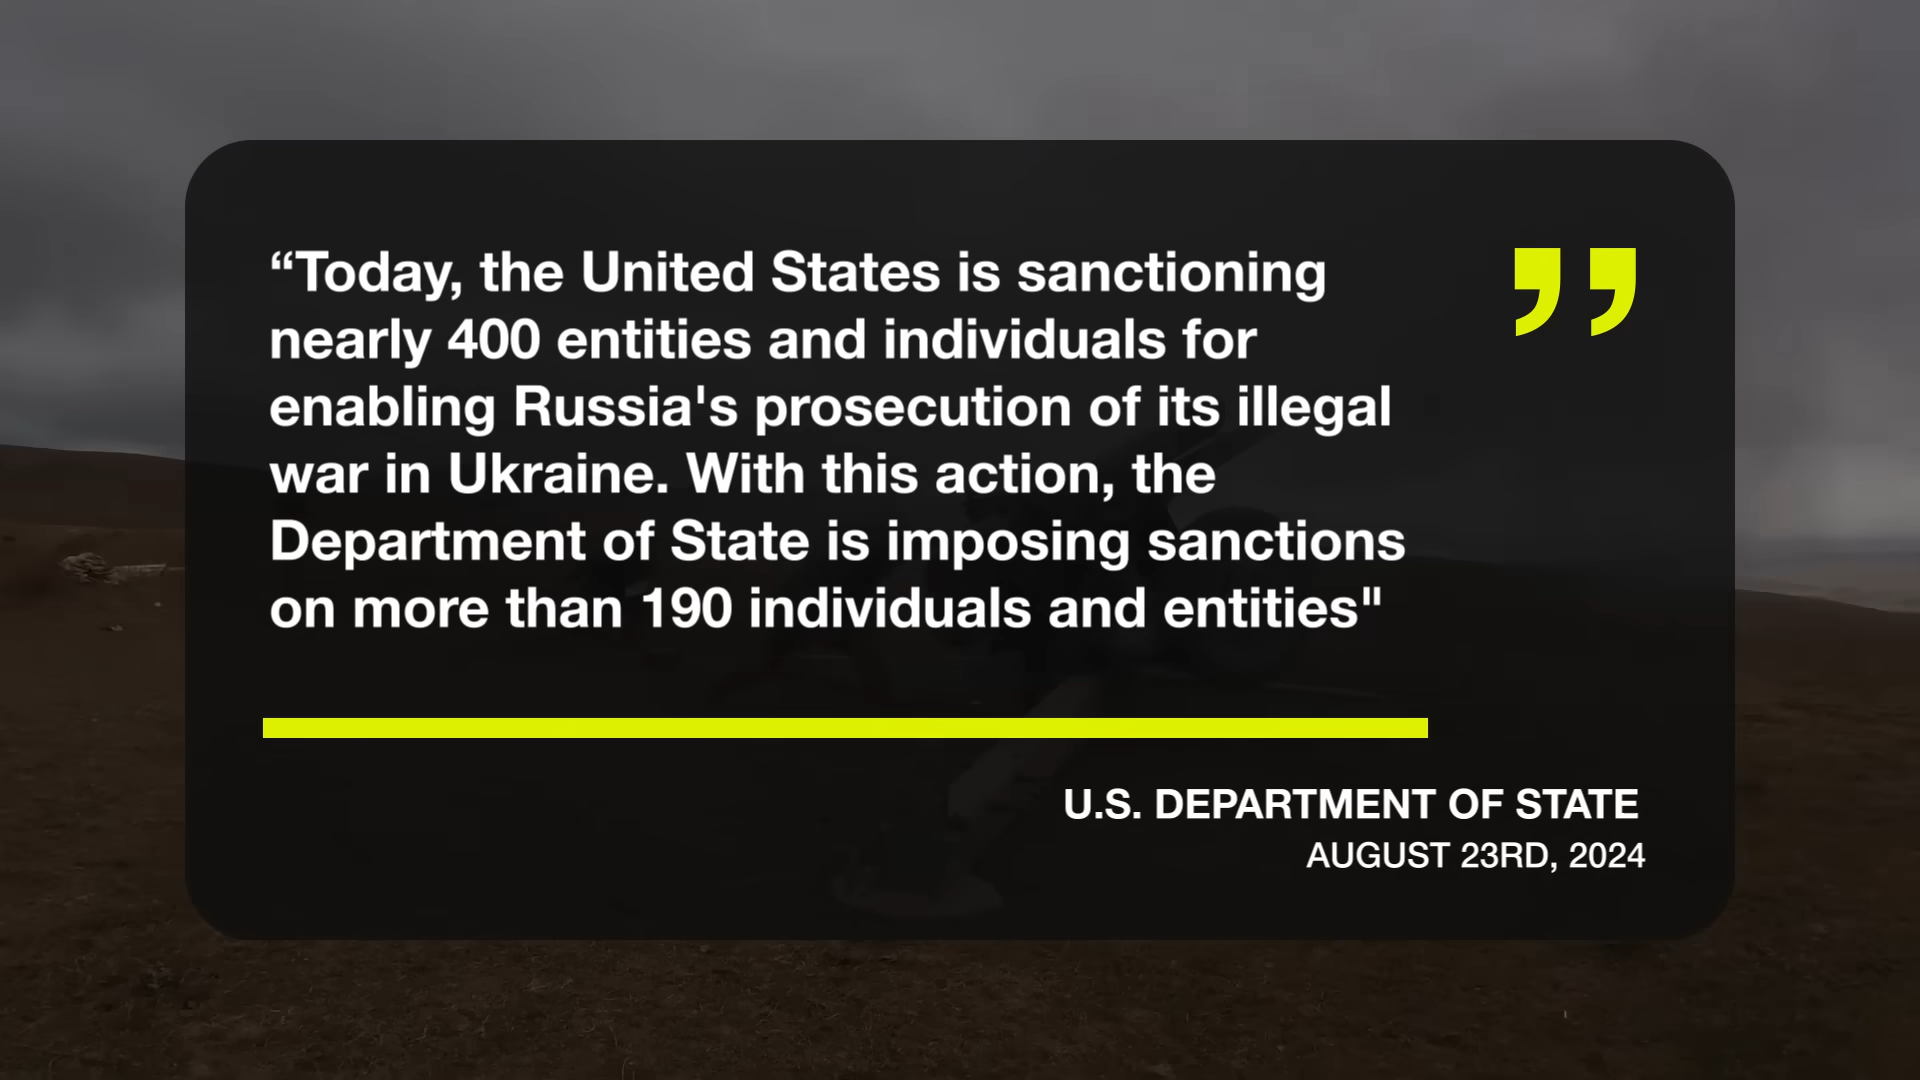 “Today, the United States is sanctioning
nearly 400 entities and individuals for
enabling Russia's prosecution of its illegal
war in Ukraine. With this action, the
Department of State is imposing sanctions
on more than 190 individuals and entities"
U.S. DEPARTMENT OF STATE
AUGUST 23RD, 2024